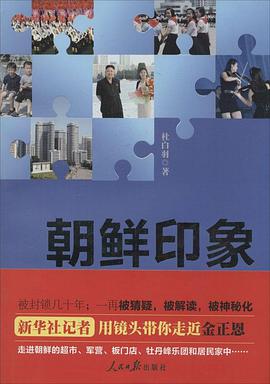 杜白羽
著
朝鲜印象
被封锁几十年；一再被猜疑，被解读，被神秘化
新华社记者 用镜头带你走近金正恩
走进朝鲜的超市、军营、板门店、牡丹峰乐团和居民家中……
人民日报出版社